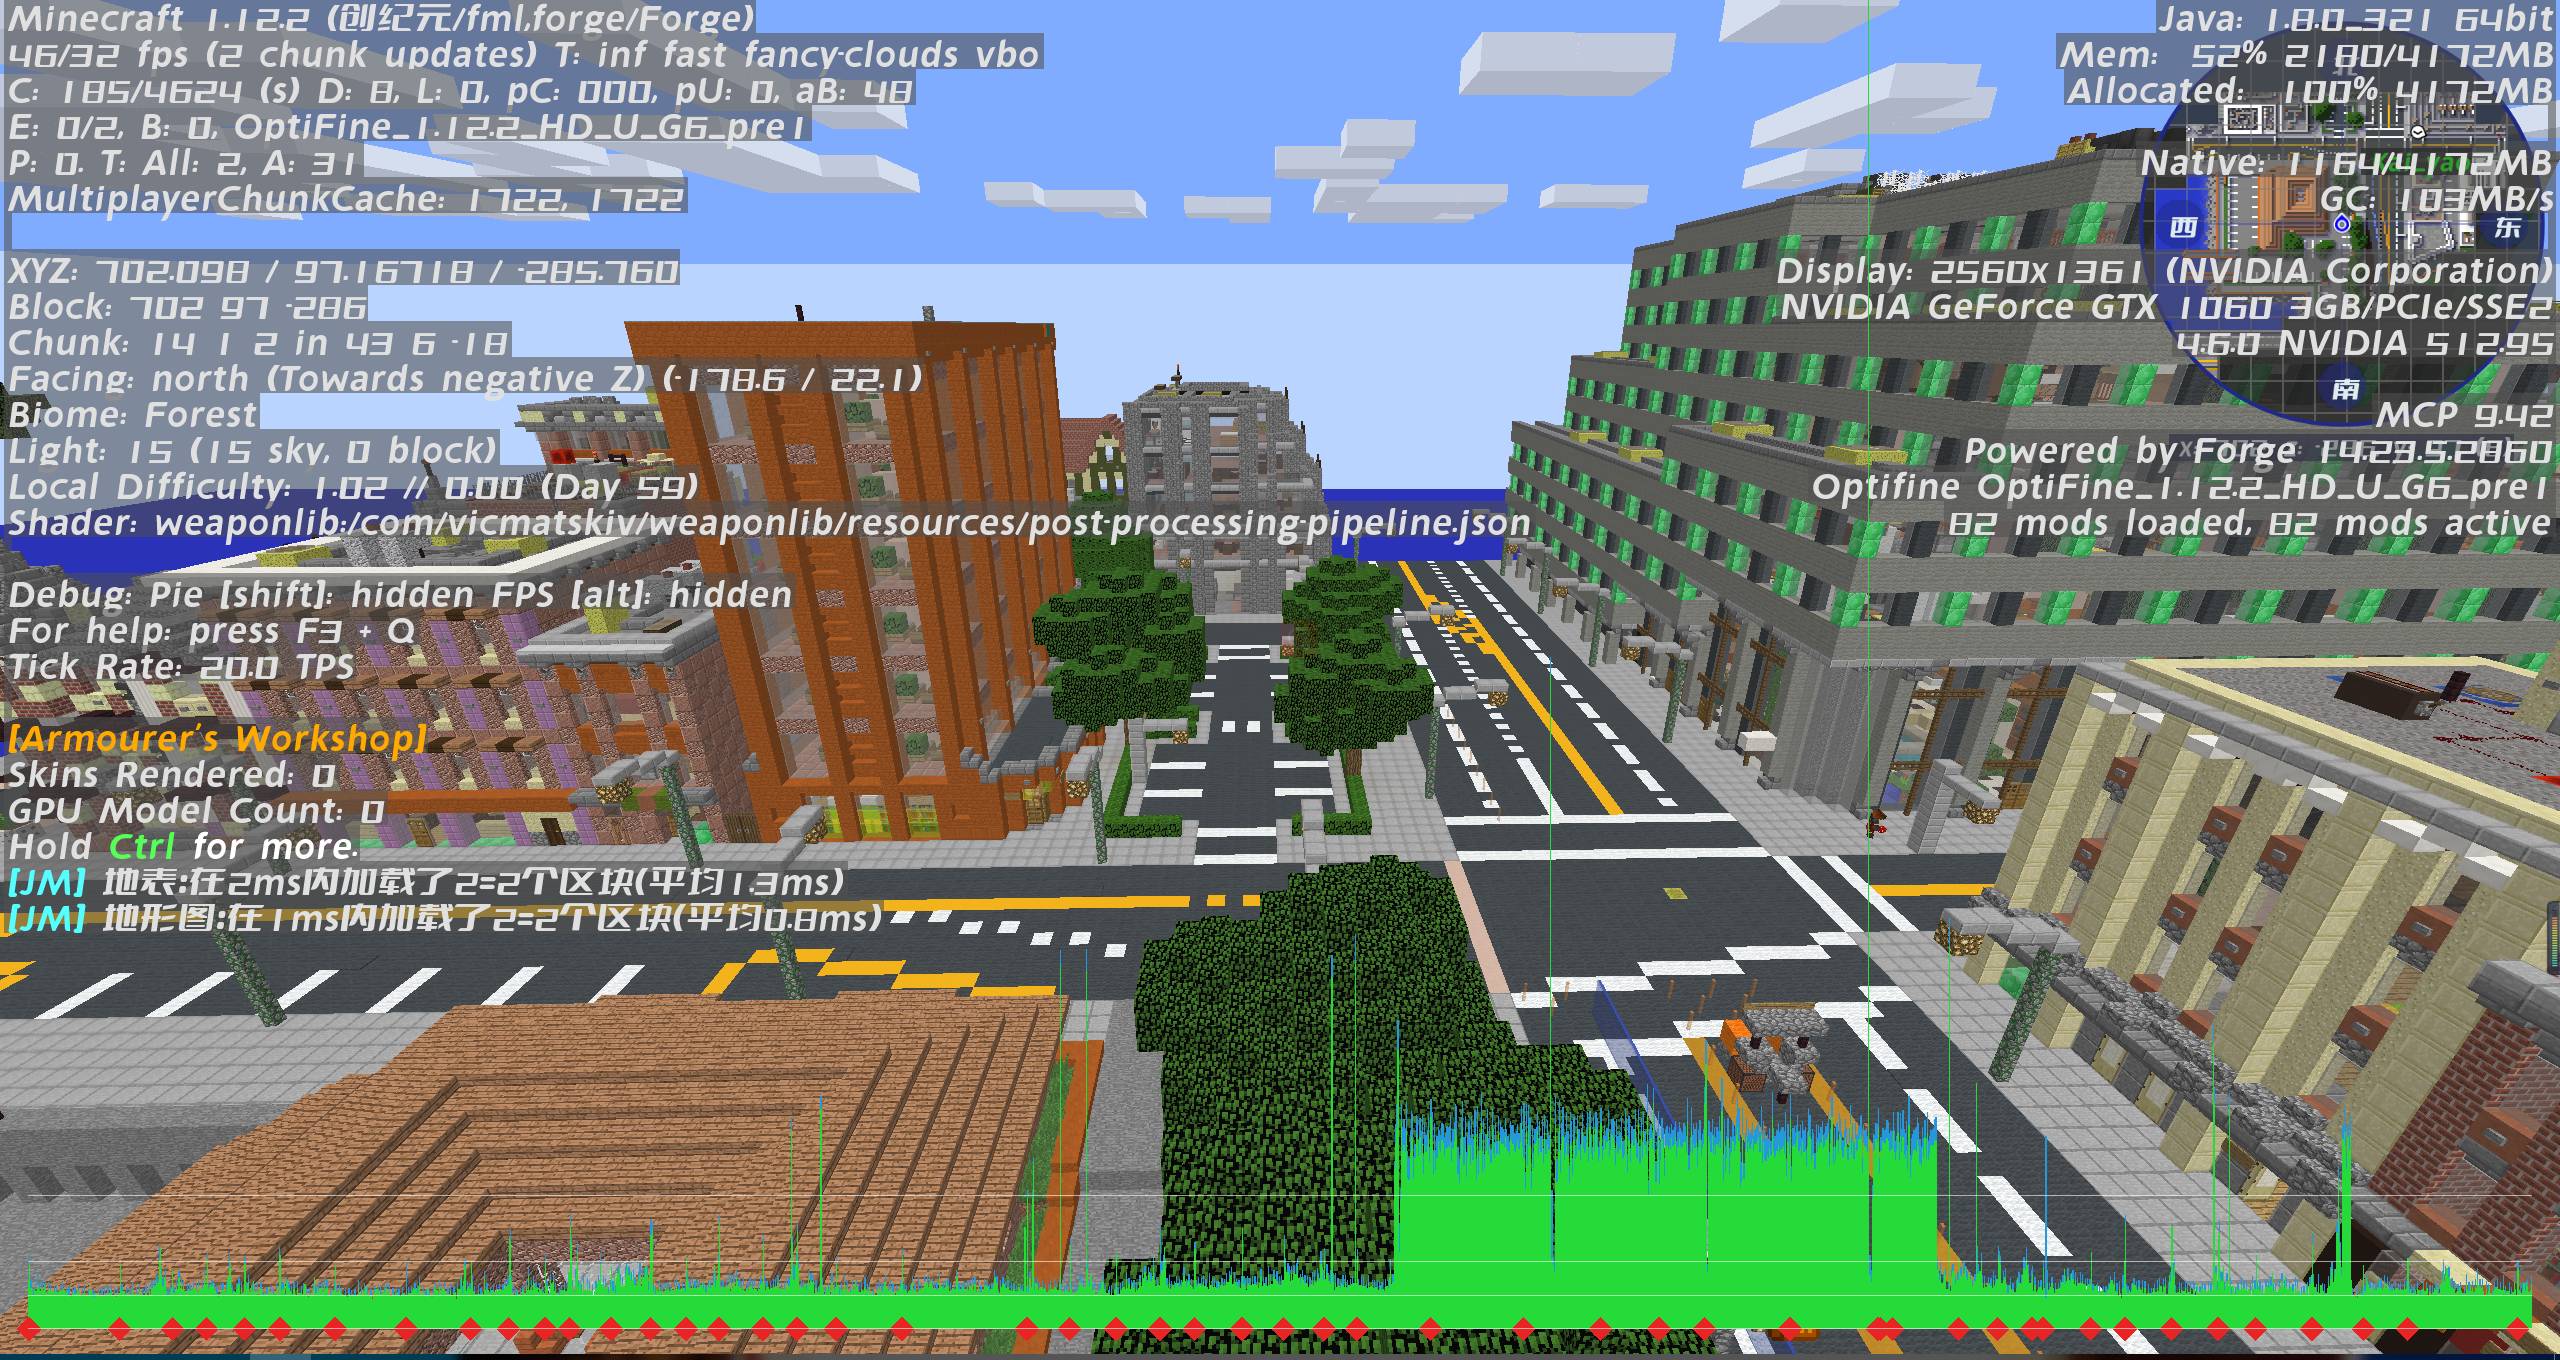 Minecraft 1.12.2 (创纪元/fml,forge/Forge)
46/32 fps (2 chunk updates) T: inf fast fancy-clouds vbo
C: 185/4624 (s) D: 8, L: 0, pC: 000, pU: 0, aB: 48
E: 0/2, B: 0, OptiFine_1.12.2_HD_U_G6_pre1
P: 0. T: All: 2, A: 31
MultiplayerChunkCache: 1722, 1722
XYZ: 702.098 / 97.16718 / -285.760
Block: 702 97 -286
Chunk: 14 1 2 in 43 6 -18
Facing: north (Towards negative Z) (-178.6 / 22.1)
Biome: Forest
Light: 15 (15 sky, 0 block)
Local Difficulty: 1.02 // 0.00 (Day 59)
Shader: weaponlib:/com/vicmatskiv/weaponlib/resources/post-processing-pipeline.json
Debug: Pie [shift]: hidden FPS [alt]: hidden
For help: press F3 + Q
Tick Rate: 20.0 TPS
[Armourer's Workshop]
Skins Rendered: 0
GPU Model Count: 0
Hold Ctrl for more.
[JM] 地表:在2ms内加载了2=2个区块(平均1.3ms)
[JM] 地形图:在1ms内加载了2=2个区块(平均0.8ms)
Java: 1.8.0_321 64bit
Mem: 52% 2180/4172MB
Allocated: 100% 4172MB
Native: 1164/4172MB
GC: 103MB/s
西
东
Display: 2560x1361 (NVIDIA Corporation)
NVIDIA GeForce GTX 1060 3GB/PCIe/SSE2
4.6.0 NVIDIA 512.95
南
MCP 9.42
Powered by Forge 14.23.5.2860
Optifine OptiFine_1.12.2_HD_U_G6_pre1
82 mods loaded, 82 mods active